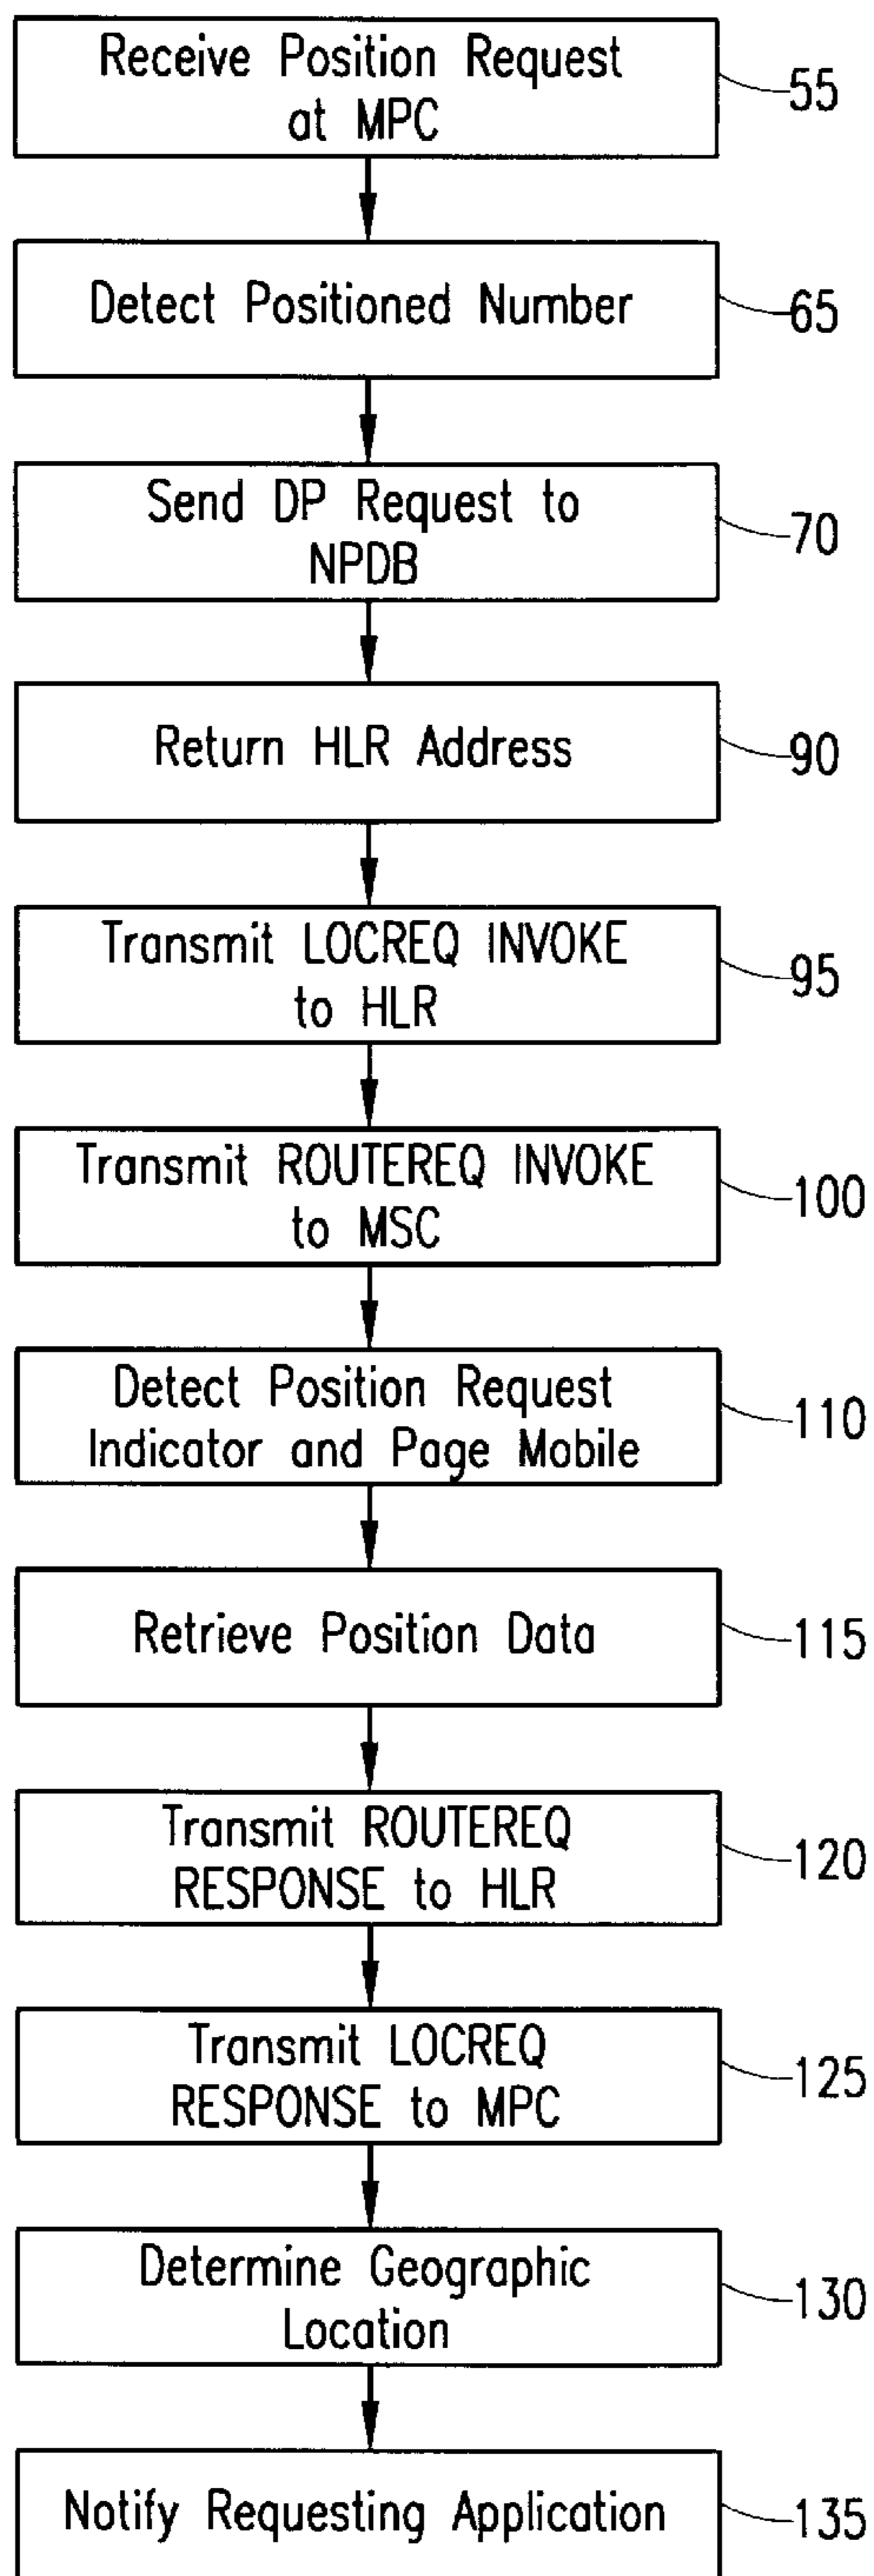 Receive Position Request
at MPC
55
Detect Positioned Number
65
Send DP Request to
NPDB
70
Return HLR Address
90
Transmit LOCREQ INVOKE
to HLR
95
Transmit ROUTEREQ INVOKE
to MSC
100
Detect Position Request
Indicator and Page Mobile
110
Retrieve Position Data
115
Transmit ROUTEREQ
RESPONSE to HLR
120
Transmit LOCREQ
RESPONSE to MPC
125
Determine Geographic
Location
130
Notify Requesting Application
135